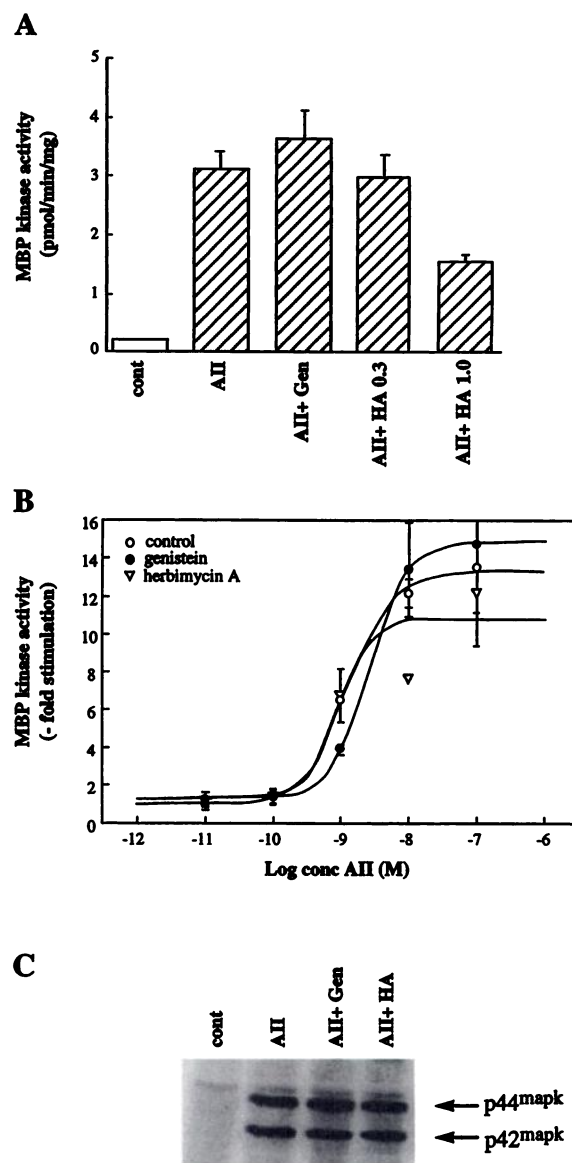 A
MBP kinase activity
(pmol/min/mg)
5
4
3
2
1
0
cont
AII
AII+ Gen
AII+ HA 0.3
AII+ HA 1.0
B
MBP kinase activity
(- fold stimulation)
16
14
12
10
8
6
4
2
0
control
genistein
herbimycin A
-12 -11 -10 -9 -8 -7 -6
Log conc AII (M)
C
cont
AII
AII+ Gen
AII+ HA
p44mapk
p42mapk